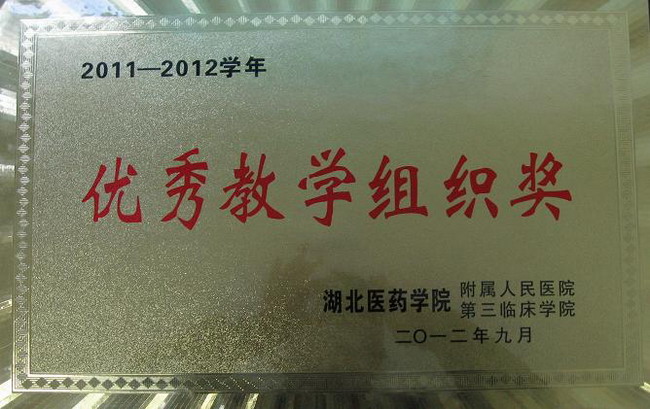 2011—2012学年
优秀教学组织奖
湖北医药学院 附属人民医院
第三临床学院
二〇一二年九月